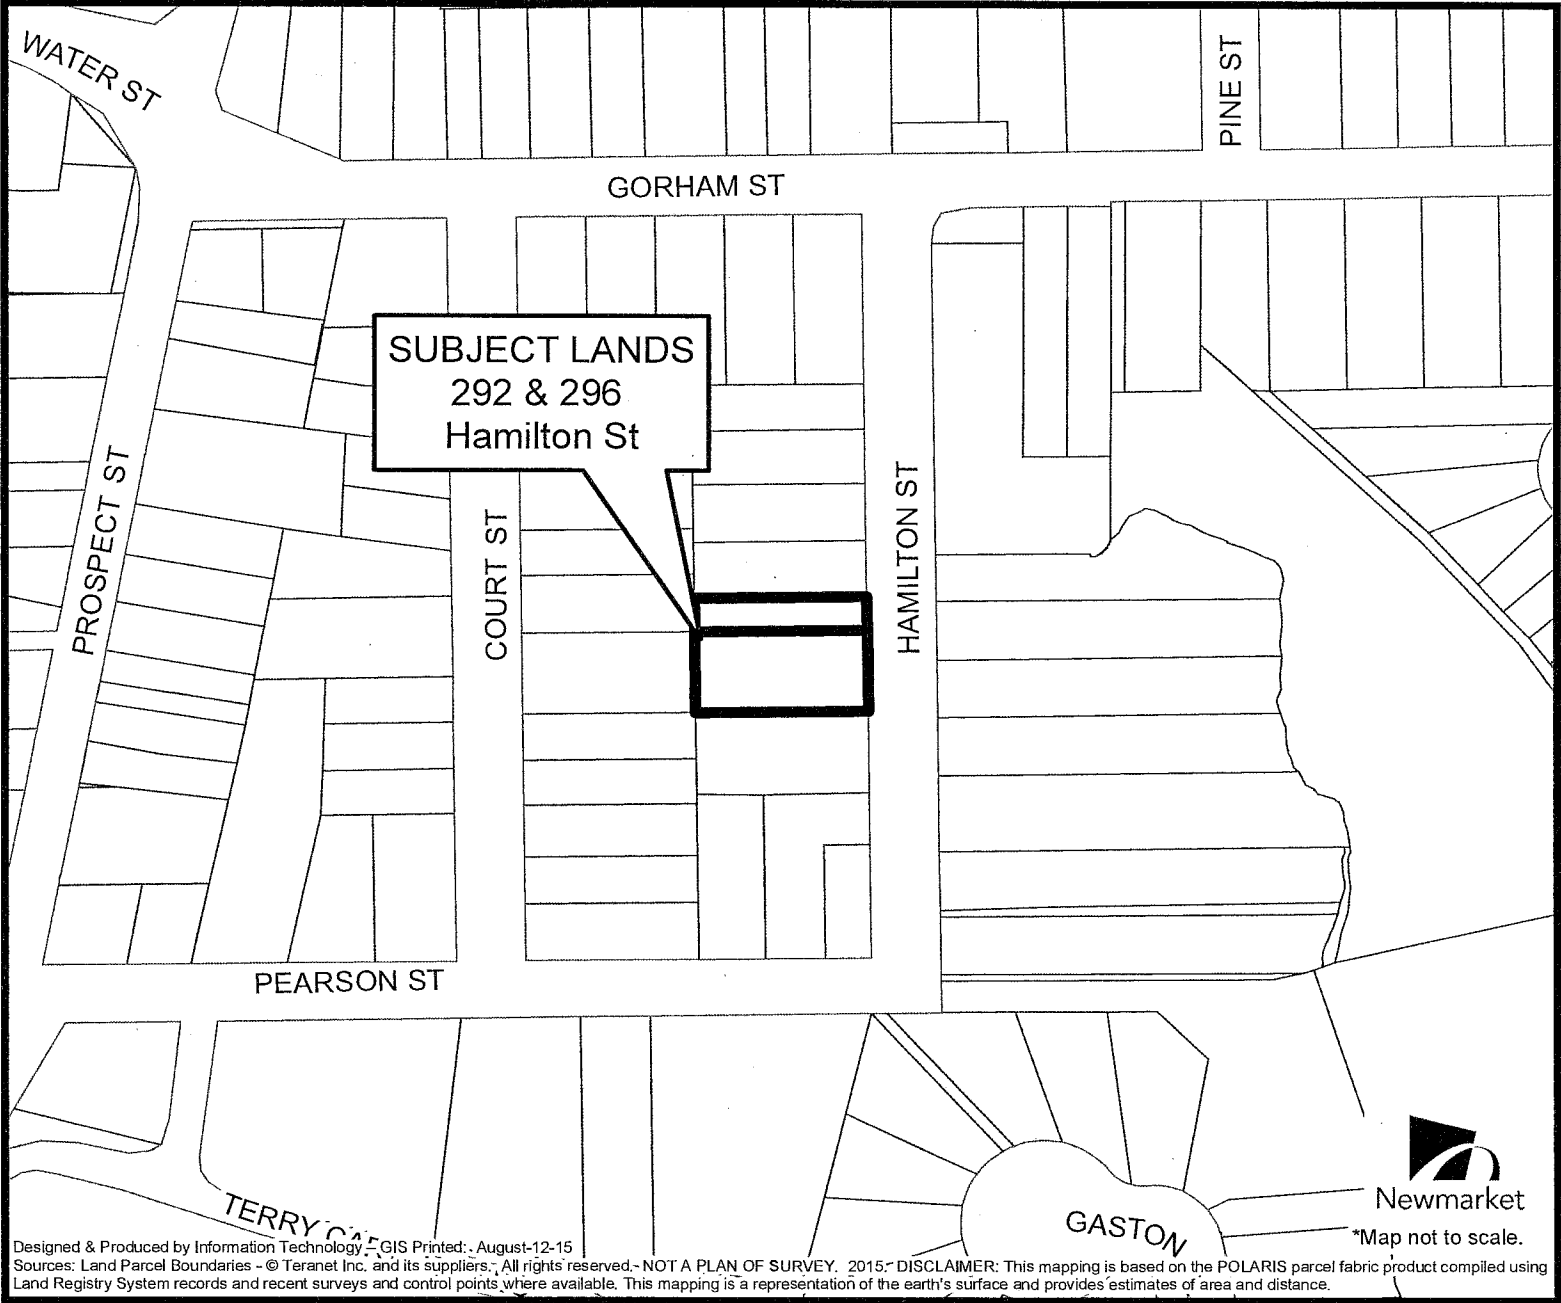 WATER ST
PINE ST
GORHAM ST
SUBJECT LANDS
292 & 296
Hamilton St
PROSPECT ST
COURT ST
HAMILTON ST
PEARSON ST
TERRY
GASTON
Newmarket
*Map not to scale.
Designed & Produced by Information Technology – GIS Printed: August-12-15
Sources: Land Parcel Boundaries - © Teranet Inc. and its suppliers. All rights reserved. NOT A PLAN OF SURVEY. 2015. DISCLAIMER: This mapping is based on the POLARIS parcel fabric product compiled using
Land Registry System records and recent surveys and control points where available. This mapping is a representation of the earth's surface and provides estimates of area and distance.